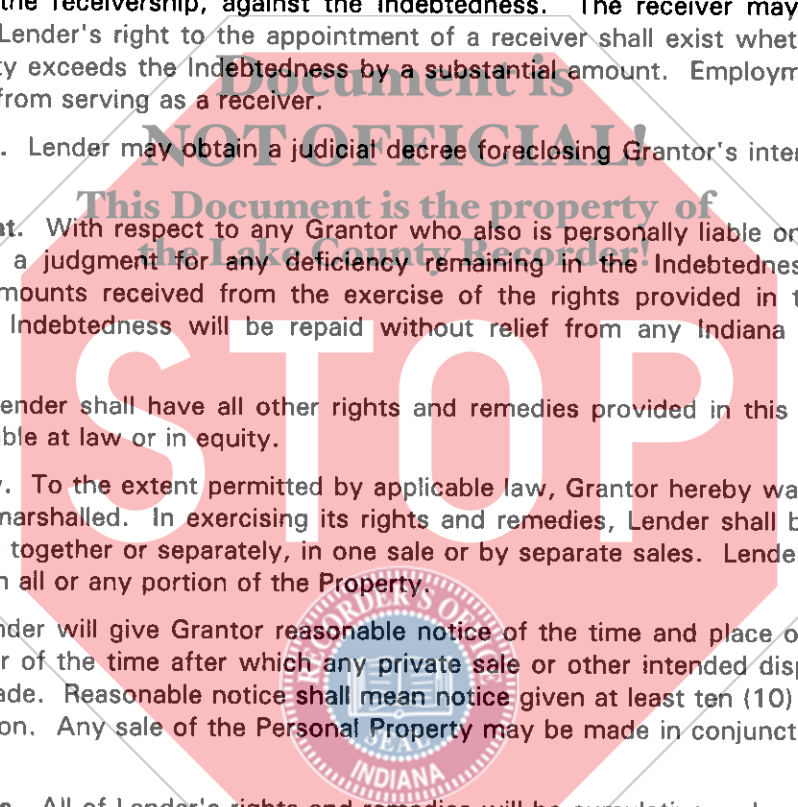 the receivership, against the Indebtedness. The receiver may
Lender's right to the appointment of a receiver shall exist whet
ty exceeds the Indebtedness by a substantial amount. Employm
from serving as a receiver.
Document is
NOT OFFICIAL!
This Document is the property of
the Lake County Recorder!
. Lender may obtain a judicial decree foreclosing Grantor's inter
nt. With respect to any Grantor who also is personally liable on
a judgment for any deficiency remaining in the Indebtednes
mounts received from the exercise of the rights provided in t
Indebtedness will be repaid without relief from any Indiana
STOP
ender shall have all other rights and remedies provided in this
ble at law or in equity.
y. To the extent permitted by applicable law, Grantor hereby wa
marshalled. In exercising its rights and remedies, Lender shall b
together or separately, in one sale or by separate sales. Lende
n all or any portion of the Property.
nder will give Grantor reasonable notice of the time and place o
r of the time after which any private sale or other intended disp
ade. Reasonable notice shall mean notice given at least ten (10)
on. Any sale of the Personal Property may be made in conjunct
RECORDER'S OFFICE
SEAL
INDIANA
s. All of Lender's rights and remedies will be cumulative and